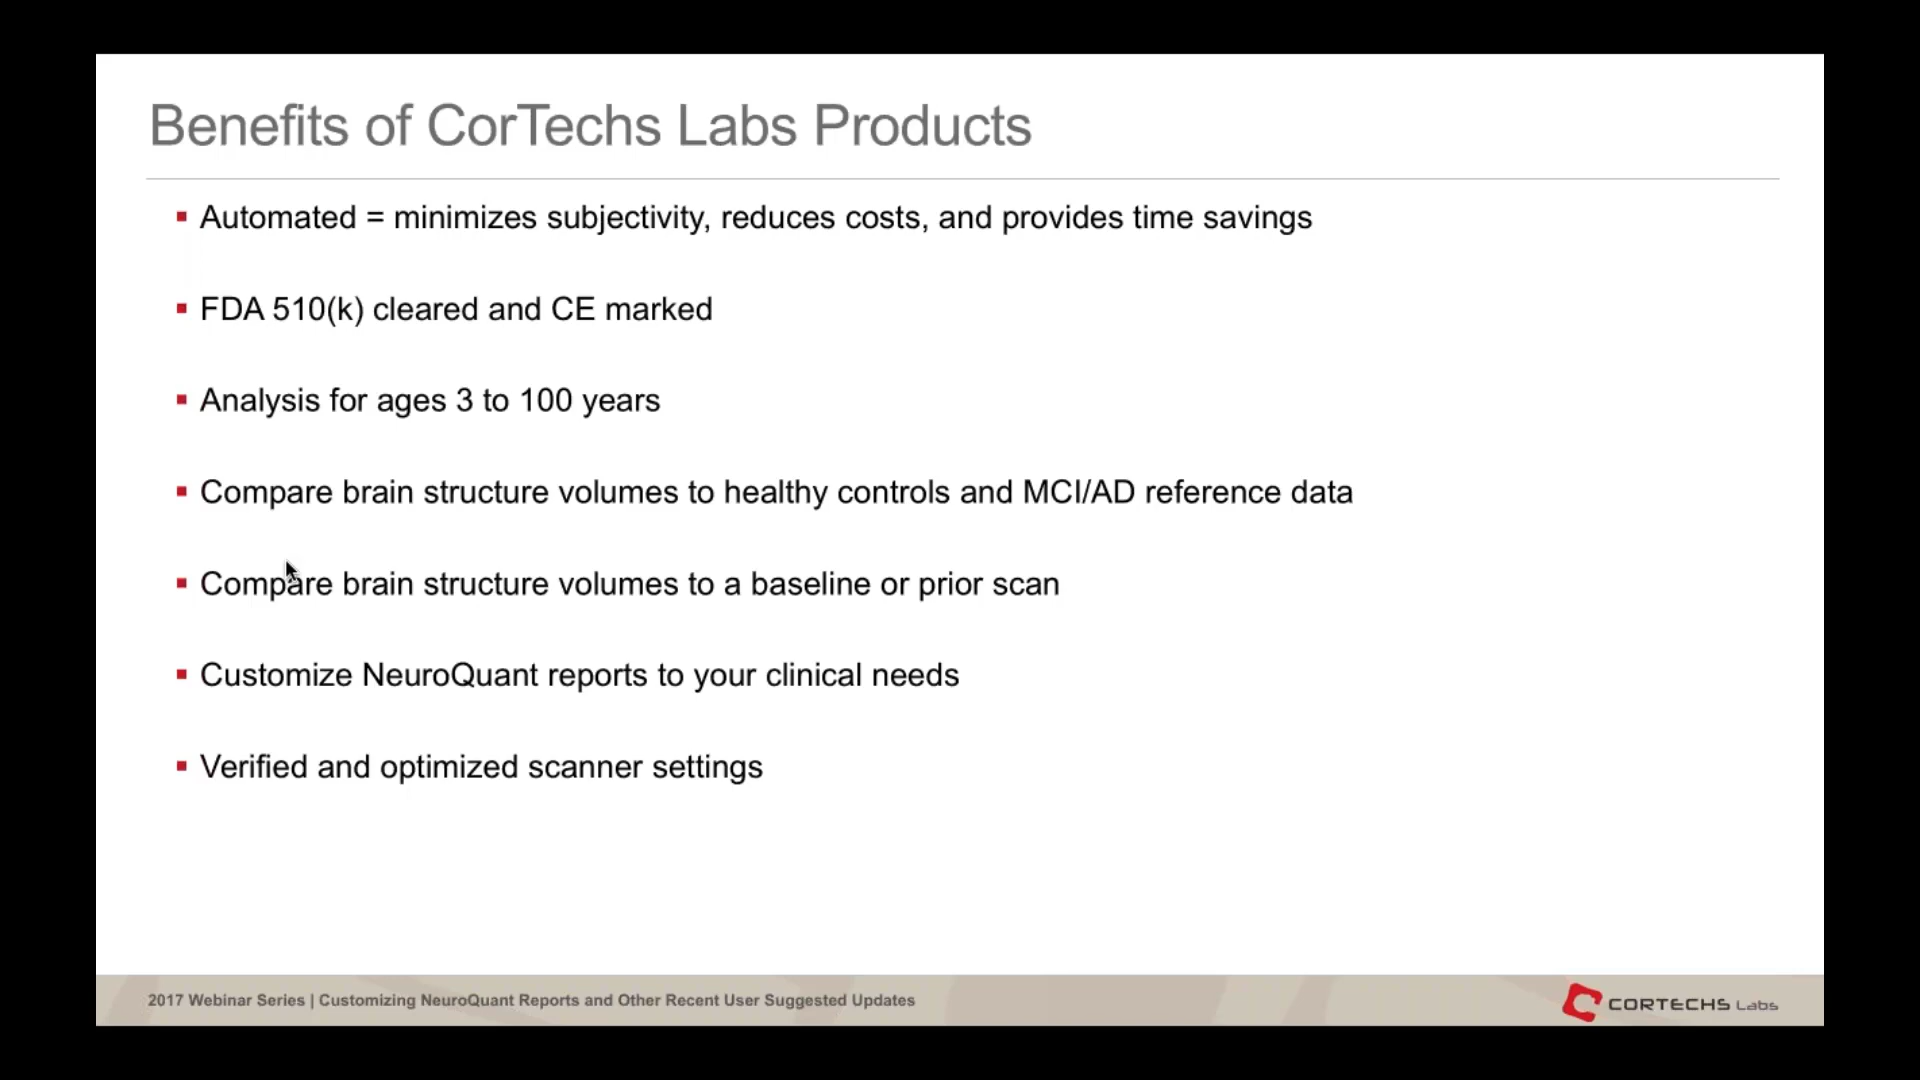 Benefits of CorTechs Labs Products
Automated = minimizes subjectivity, reduces costs, and provides time savings
FDA 510(k) cleared and CE marked
Analysis for ages 3 to 100 years
Compare brain structure volumes to healthy controls and MCI/AD reference data
Compare brain structure volumes to a baseline or prior scan
Customize NeuroQuant reports to your clinical needs
Verified and optimized scanner settings
2017 Webinar Series | Customizing NeuroQuant Reports and Other Recent User Suggested Updates
CORTECHS Labs